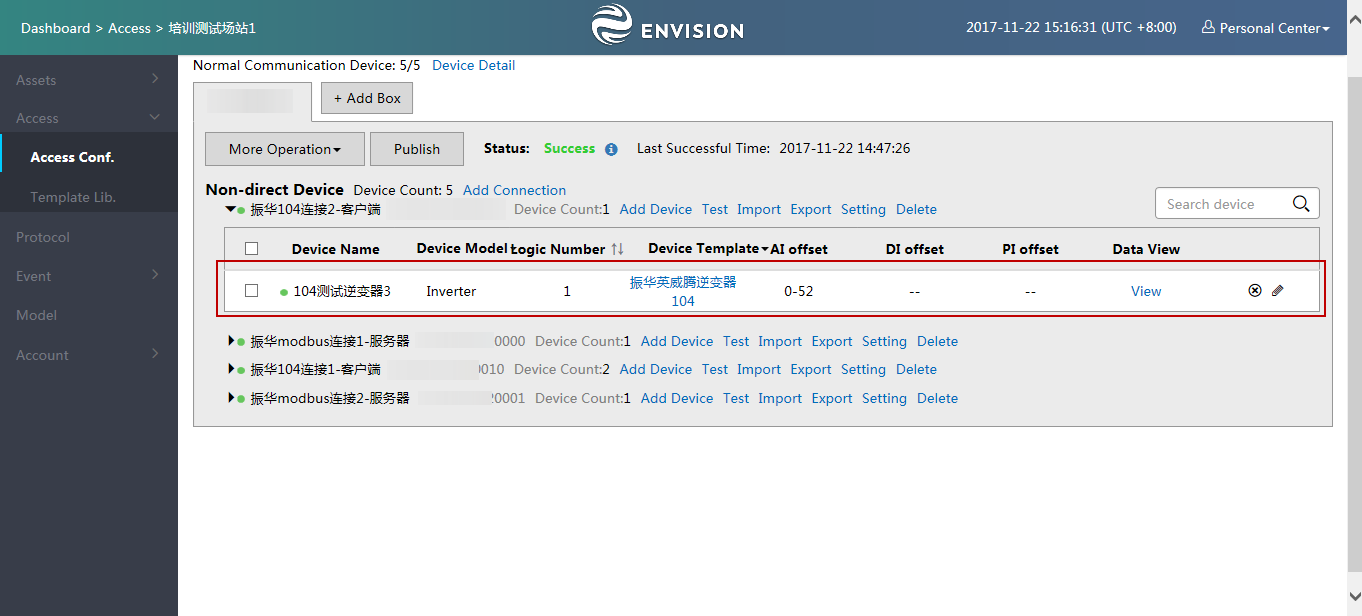 Dashboard > Access > 培训测试场站1
ENVISION
2017-11-22 15:16:31 (UTC +8:00)
Personal Center
Assets
Access
Access Conf.
Template Lib.
Protocol
Event
Model
Account
Normal Communication Device: 5/5 Device Detail
+ Add Box
More Operation
Publish
Status: Success
Last Successful Time: 2017-11-22 14:47:26
Non-direct Device Device Count: 5 Add Connection
振华104连接2-客户端 Device Count:1 Add Device Test Import Export Setting Delete
Search device
Device Name Device Model Logic Number Device Template AI offset DI offset PI offset Data View
104测试逆变器3 Inverter 1 振华英威腾逆变器 0-52 -- -- View
104
振华modbus连接1-服务器 0000 Device Count:1 Add Device Test Import Export Setting Delete
振华104连接1-客户端 0010 Device Count:2 Add Device Test Import Export Setting Delete
振华modbus连接2-服务器 0001 Device Count:1 Add Device Test Import Export Setting Delete